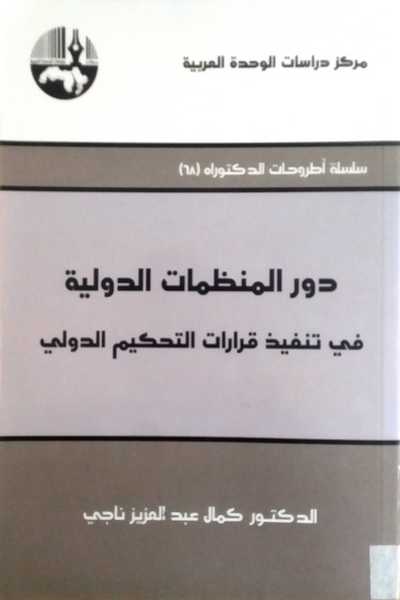 مركز دراسات الوحدة العربية
سلسلة أطروحات الدكتوراه (٦٨)
دور المنظمات الدولية
في تنفيذ قرارات التحكيم الدولي
الدكتور كمال عبد العزيز ناجي